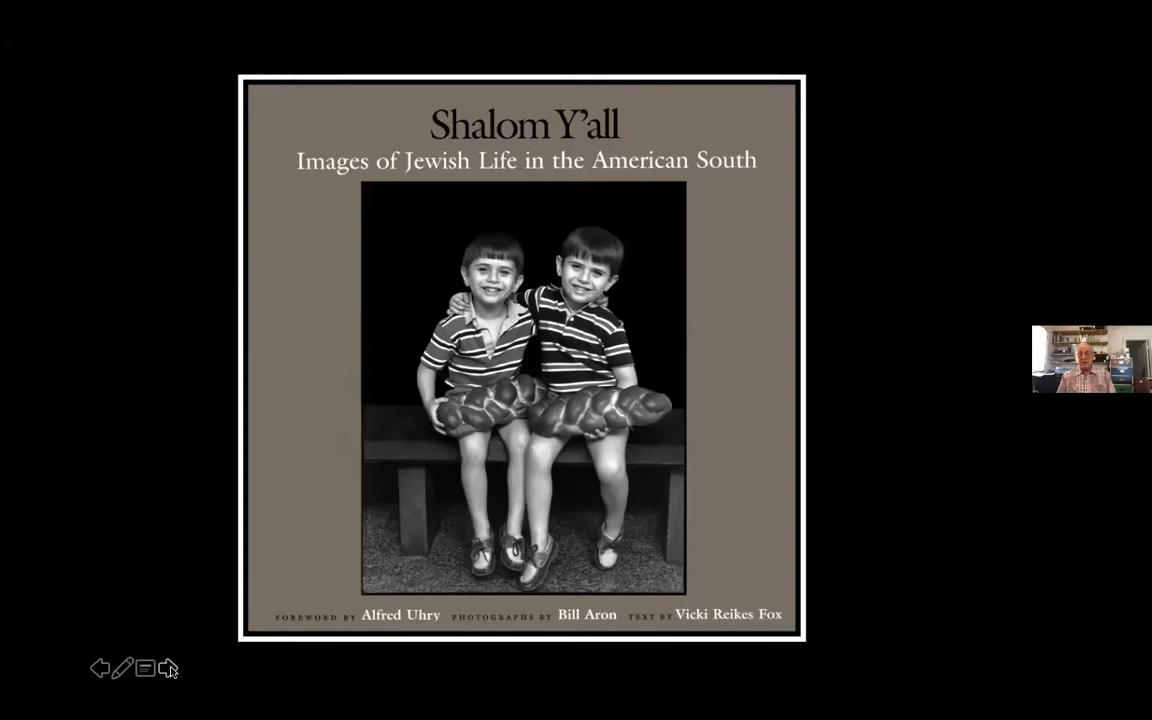 Shalom Y'all
Images of Jewish Life in the American South
FOREWORD BY Alfred Uhry PHOTOGRAPHS BY Bill Aron TEXT BY Vicki Reikes Fox